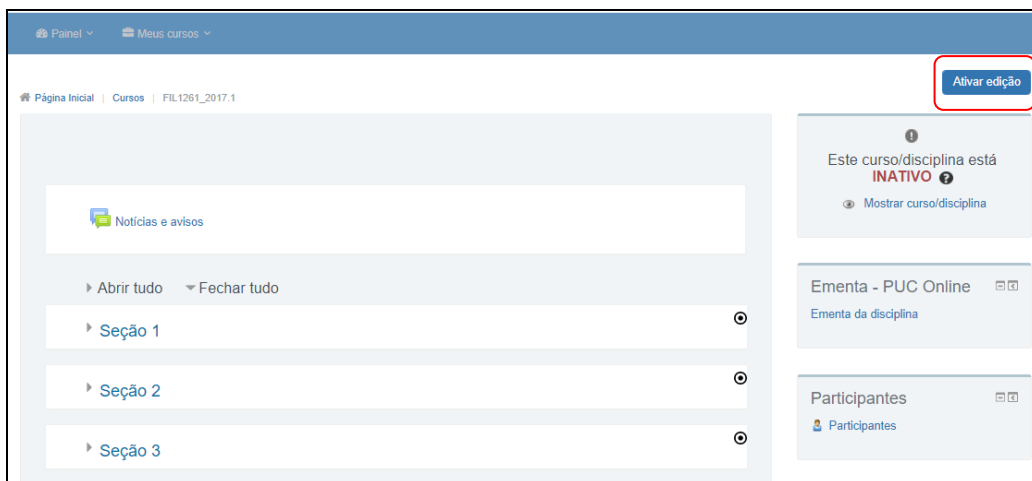 Painel
Meus cursos
Ativar edição
Página Inicial | Cursos | FIL1261_2017.1
Notícias e avisos
Abrir tudo
Fechar tudo
Seção 1
Seção 2
Seção 3
Este curso/disciplina está
INATIVO
Mostrar curso/disciplina
Ementa - PUC Online
Ementa da disciplina
Participantes
Participantes